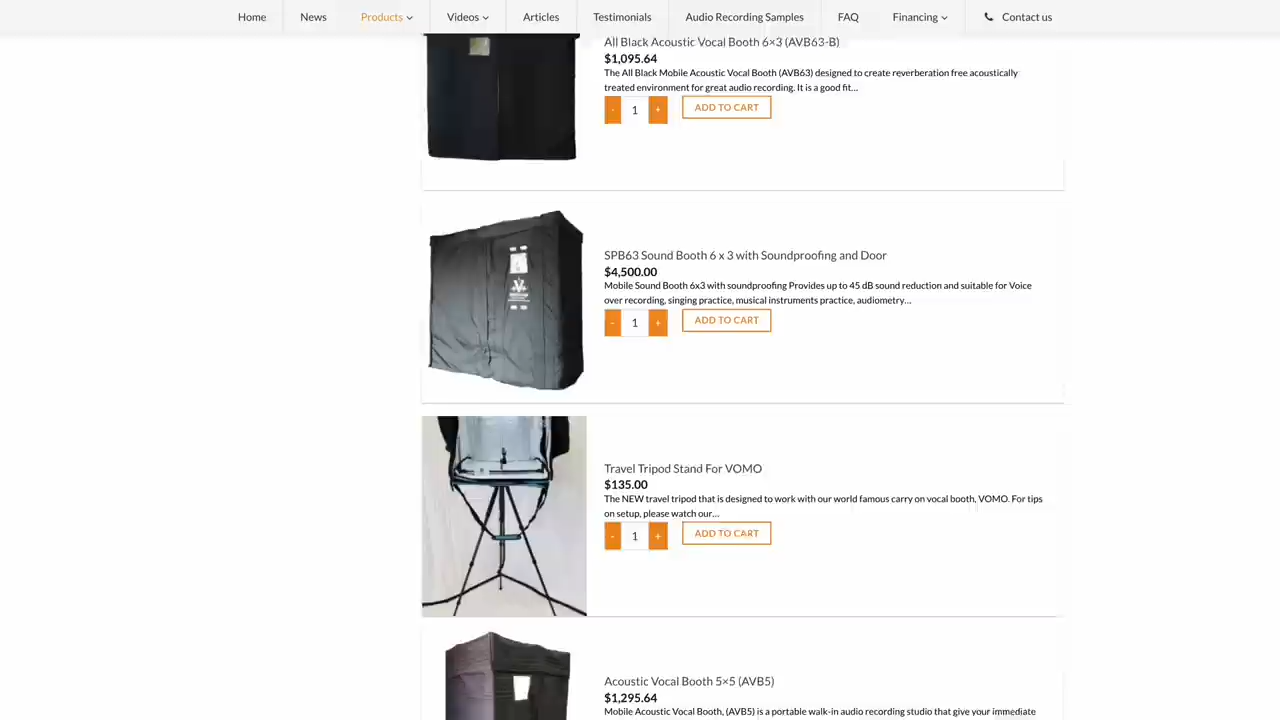 Home News Products Videos Articles Testimonials Audio Recording Samples FAQ Financing Contact us
All Black Acoustic Vocal Booth 6×3 (AVB63-B)
$1,095.64
The All Black Mobile Acoustic Vocal Booth (AVB63) designed to create reverberation free acoustically
treated environment for great audio recording. It is a good fit...
- 1 + ADD TO CART
SPB63 Sound Booth 6 x 3 with Soundproofing and Door
$4,500.00
Mobile Sound Booth 6x3 with soundproofing Provides up to 45 dB sound reduction and suitable for Voice
over recording, singing practice, musical instruments practice, audiometry...
- 1 + ADD TO CART
Travel Tripod Stand For VOMO
$135.00
The NEW travel tripod that is designed to work with our world famous carry on vocal booth, VOMO. For tips
on setup, please watch our...
- 1 + ADD TO CART
Acoustic Vocal Booth 5×5 (AVB5)
$1,295.64
Mobile Acoustic Vocal Booth, (AVB5) is a portable walk-in audio recording studio that give your immediate